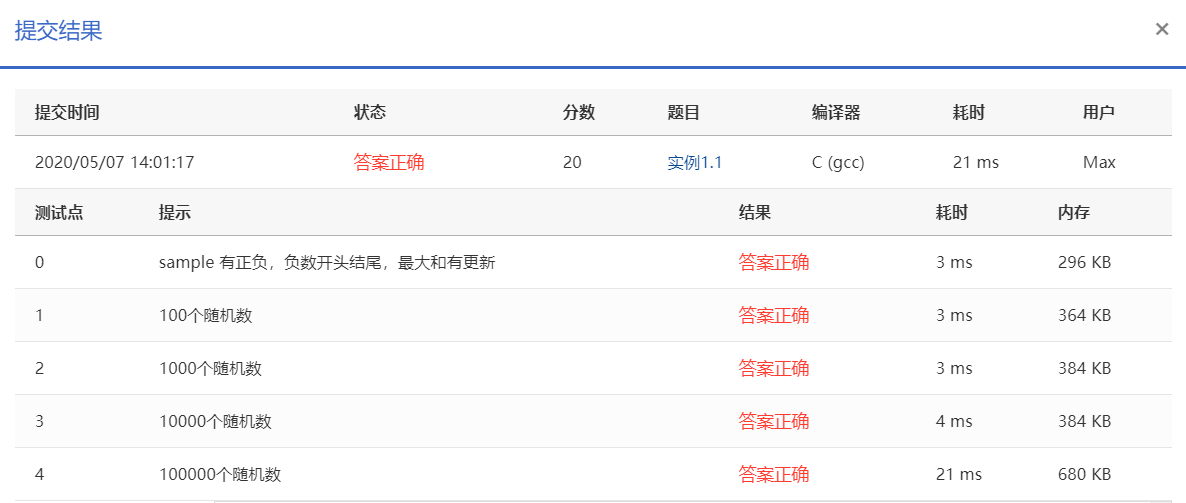 提交结果 ×
提交时间 状态 分数 题目 编译器 耗时 用户
2020/05/07 14:01:17 答案正确 20 实例1.1 C (gcc) 21 ms Max
测试点 提示 结果 耗时 内存
0 sample 有正负，负数开头结尾，最大和有更新 答案正确 3 ms 296 KB
1 100个随机数 答案正确 3 ms 364 KB
2 1000个随机数 答案正确 3 ms 384 KB
3 10000个随机数 答案正确 4 ms 384 KB
4 100000个随机数 答案正确 21 ms 680 KB